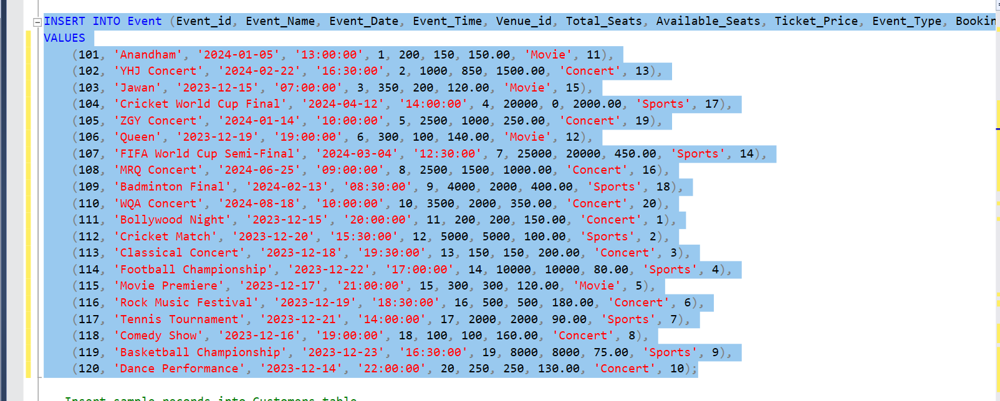 INSERT INTO Event (Event_id, Event_Name, Event_Date, Event_Time, Venue_id, Total_Seats, Available_Seats, Ticket_Price, Event_Type, Bookin
VALUES
(101, 'Anandham', '2024-01-05', '13:00:00', 1, 200, 150, 150.00, 'Movie', 11),
(102, 'YHJ Concert', '2024-02-22', '16:30:00', 2, 1000, 850, 1500.00, 'Concert', 13),
(103, 'Jawan', '2023-12-15', '07:00:00', 3, 350, 200, 120.00, 'Movie', 15),
(104, 'Cricket World Cup Final', '2024-04-12', '14:00:00', 4, 20000, 0, 2000.00, 'Sports', 17),
(105, 'ZGY Concert', '2024-01-14', '10:00:00', 5, 2500, 1000, 250.00, 'Concert', 19),
(106, 'Queen', '2023-12-19', '19:00:00', 6, 300, 100, 140.00, 'Movie', 12),
(107, 'FIFA World Cup Semi-Final', '2024-03-04', '12:30:00', 7, 25000, 20000, 450.00, 'Sports', 14),
(108, 'MRQ Concert', '2024-06-25', '09:00:00', 8, 2500, 1500, 1000.00, 'Concert', 16),
(109, 'Badminton Final', '2024-02-13', '08:30:00', 9, 4000, 2000, 400.00, 'Sports', 18),
(110, 'WQA Concert', '2024-08-18', '10:00:00', 10, 3500, 2000, 350.00, 'Concert', 20),
(111, 'Bollywood Night', '2023-12-15', '20:00:00', 11, 200, 200, 150.00, 'Concert', 1),
(112, 'Cricket Match', '2023-12-20', '15:30:00', 12, 5000, 5000, 100.00, 'Sports', 2),
(113, 'Classical Concert', '2023-12-18', '19:30:00', 13, 150, 150, 200.00, 'Concert', 3),
(114, 'Football Championship', '2023-12-22', '17:00:00', 14, 10000, 10000, 80.00, 'Sports', 4),
(115, 'Movie Premiere', '2023-12-17', '21:00:00', 15, 300, 300, 120.00, 'Movie', 5),
(116, 'Rock Music Festival', '2023-12-19', '18:30:00', 16, 500, 500, 180.00, 'Concert', 6),
(117, 'Tennis Tournament', '2023-12-21', '14:00:00', 17, 2000, 2000, 90.00, 'Sports', 7),
(118, 'Comedy Show', '2023-12-16', '19:00:00', 18, 100, 100, 160.00, 'Concert', 8),
(119, 'Basketball Championship', '2023-12-23', '16:30:00', 19, 8000, 8000, 75.00, 'Sports', 9),
(120, 'Dance Performance', '2023-12-14', '22:00:00', 20, 250, 250, 130.00, 'Concert', 10);
Insert sample records into Customers table